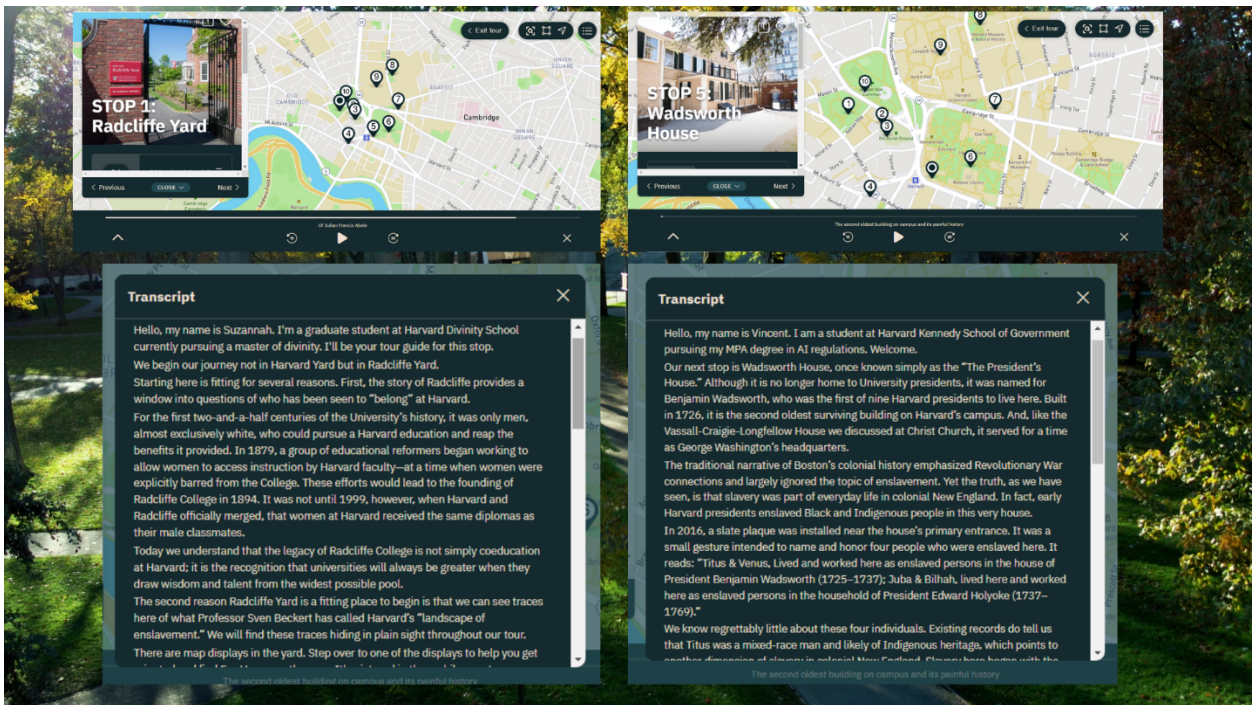 STOP 1:
Radcliffe Yard
< Previous
CLOSE
Next >
< Exit tour
Cambridge
St Julian Francis Abele
STOP 5:
Wadsworth
House
< Previous
CLOSE
Next >
< Exit tour
The second oldest building on campus and its painful history
Transcript
Hello, my name is Suzannah. I'm a graduate student at Harvard Divinity School
currently pursuing a master of divinity. I'll be your tour guide for this stop.
We begin our journey not in Harvard Yard but in Radcliffe Yard.
Starting here is fitting for several reasons. First, the story of Radcliffe provides a
window into questions of who has been seen to “belong” at Harvard.
For the first two-and-a-half centuries of the University’s history, it was only men,
almost exclusively white, who could pursue a Harvard education and reap the
benefits it provided. In 1879, a group of educational reformers began working to
allow women to access instruction by Harvard faculty—at a time when women were
explicitly barred from the College. These efforts would lead to the founding of
Radcliffe College in 1894. It was not until 1999, however, when Harvard and
Radcliffe officially merged, that women at Harvard received the same diplomas as
their male classmates.
Today we understand that the legacy of Radcliffe College is not simply coeducation
at Harvard; it is the recognition that universities will always be greater when they
draw wisdom and talent from the widest possible pool.
The second reason Radcliffe Yard is a fitting place to begin is that we can see traces
here of what Professor Sven Beckert has called Harvard’s “landscape of
enslavement.” We will find these traces hiding in plain sight throughout our tour.
There are map displays in the yard. Step over to one of the displays to help you get
The second oldest building on campus and its painful history
Transcript
Hello, my name is Vincent. I am a student at Harvard Kennedy School of Government
pursuing my MPA degree in AI regulations. Welcome.
Our next stop is Wadsworth House, once known simply as the “The President’s
House.” Although it is no longer home to University presidents, it was named for
Benjamin Wadsworth, who was the first of nine Harvard presidents to live here. Built
in 1726, it is the second oldest surviving building on Harvard’s campus. And, like the
Vassall-Craigie-Longfellow House we discussed at Christ Church, it served for a time
as George Washington’s headquarters.
The traditional narrative of Boston’s colonial history emphasized Revolutionary War
connections and largely ignored the topic of enslavement. Yet the truth, as we have
seen, is that slavery was part of everyday life in colonial New England. In fact, early
Harvard presidents enslaved Black and Indigenous people in this very house.
In 2016, a slate plaque was installed near the house’s primary entrance. It was a
small gesture intended to name and honor four people who were enslaved here. It
reads: “Titus & Venus, Lived and worked here as enslaved persons in the house of
President Benjamin Wadsworth (1725–1737); Juba & Bilhah, lived here and worked
here as enslaved persons in the household of President Edward Holyoke (1737–
1769).”
We know regrettably little about these four individuals. Existing records do tell us
that Titus was a mixed-race man and likely of Indigenous heritage, which points to
another dimension of slavery in colonial New England. Slavery here began with the
The second oldest building on campus and its painful history